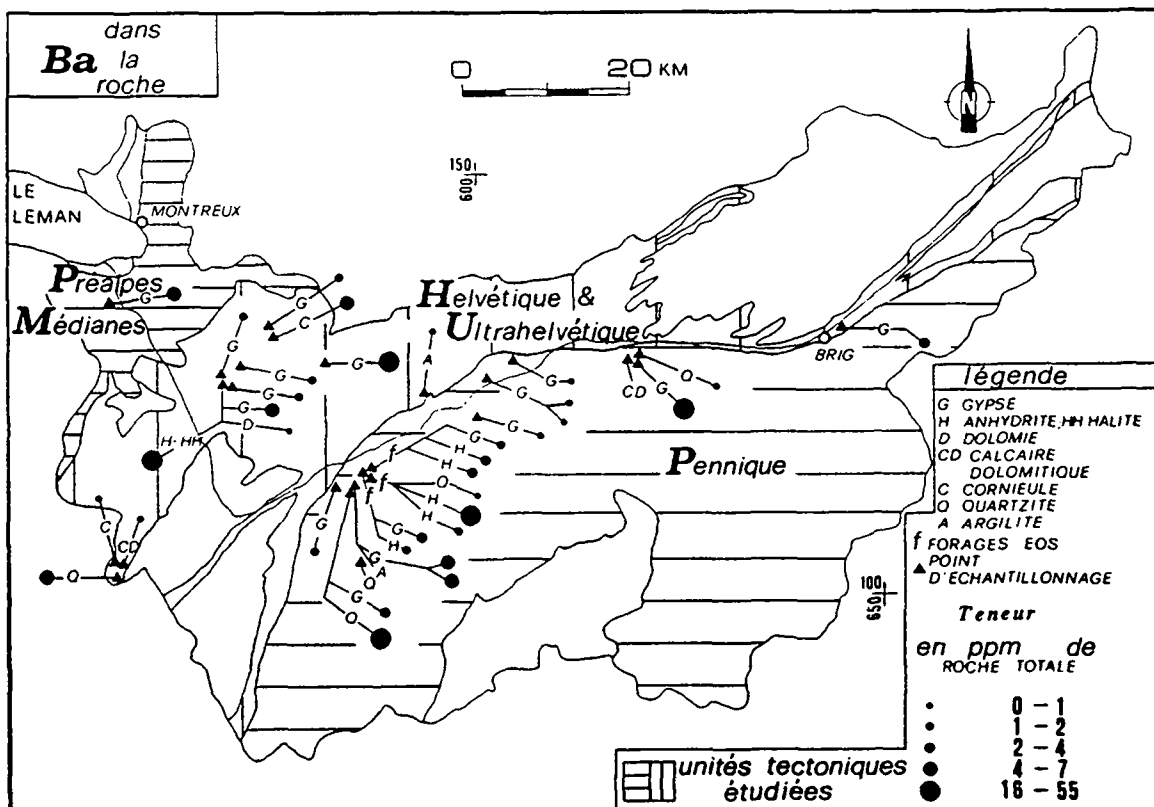 Ba dans
la
roche
0 20 KM
N
150
600
LE
LEMAN
MONTREUX
Préalpes
Médianes
Helvétique &
Ultrahelvétique
BRIG
Pennique
100
650
G
G
C
G
G
G
G
D
H-HH
G
A
G
G
G
G
H
Q
H
H
G
H
G
A
Q
G
Q
G
CD
Q
G
G
C
CD
Q
f
f
f
légende
G GYPSE
H ANHYDRITE, HH HALITE
D DOLOMIE
CD CALCAIRE
DOLOMITIQUE
C CORNIEULE
Q QUARTZITE
A ARGILITE
f FORAGES EOS
POINT
D'ECHANTILLONNAGE
Teneur
en ppm de
ROCHE TOTALE
0 – 1
1 – 2
2 – 4
4 – 7
16 – 55
unités tectoniques
étudiées